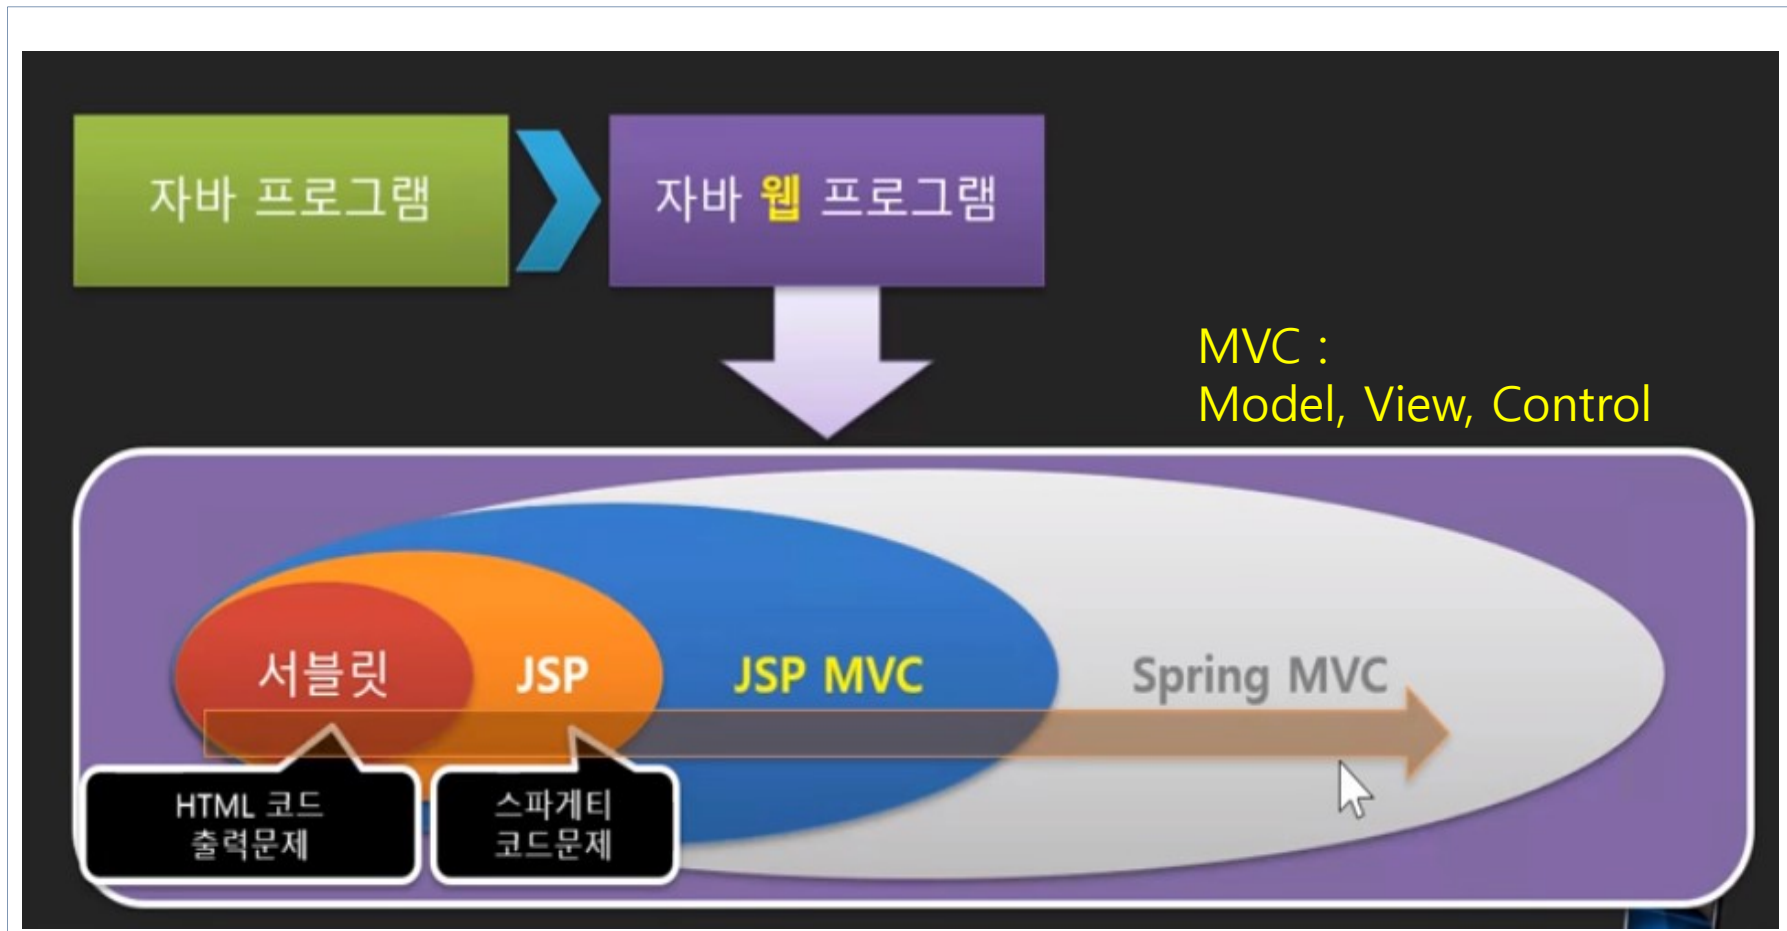 자바 프로그램
자바 웹 프로그램
MVC :
Model, View, Control
서블릿
JSP
JSP MVC
Spring MVC
HTML 코드
출력문제
스파게티
코드문제